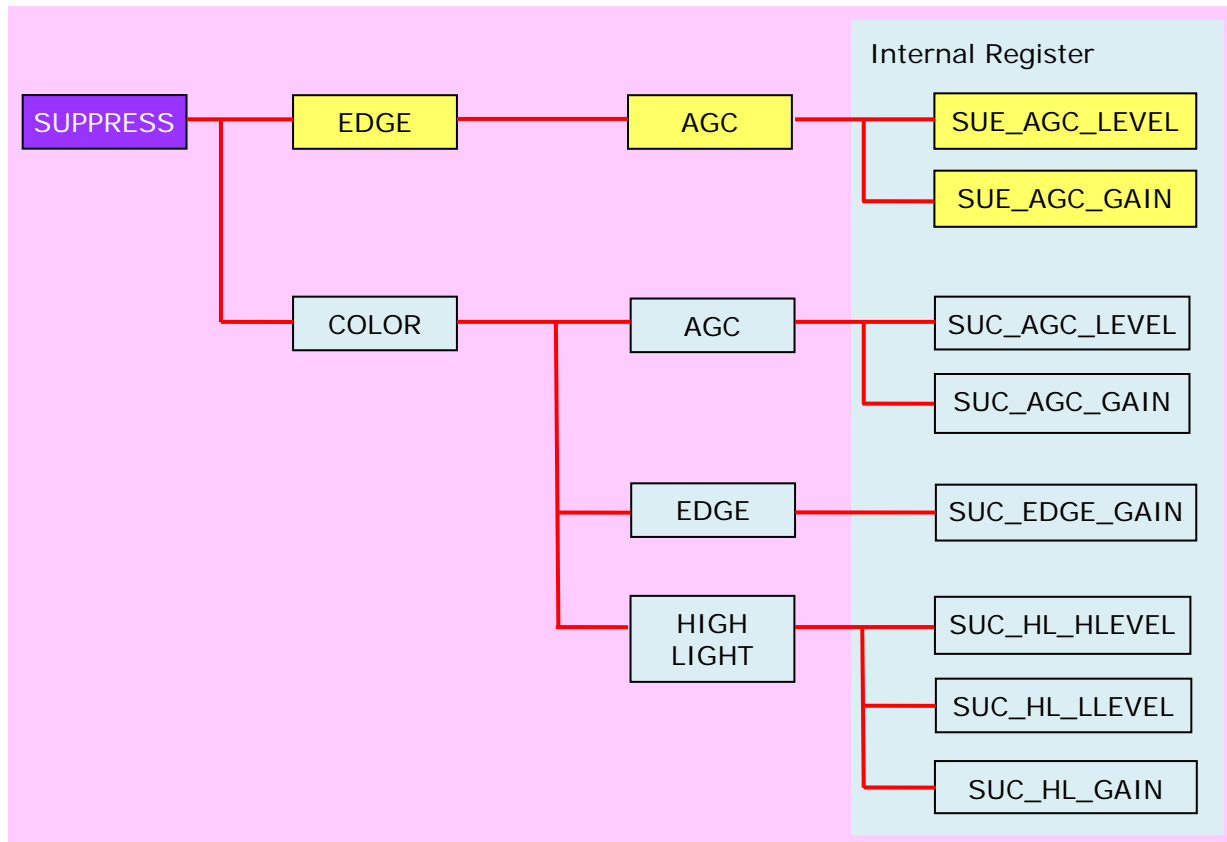 Internal Register
SUPPRESS
EDGE
AGC
SUE_AGC_LEVEL
SUE_AGC_GAIN
COLOR
AGC
SUC_AGC_LEVEL
SUC_AGC_GAIN
EDGE
SUC_EDGE_GAIN
HIGH
LIGHT
SUC_HL_HLEVEL
SUC_HL_LLEVEL
SUC_HL_GAIN